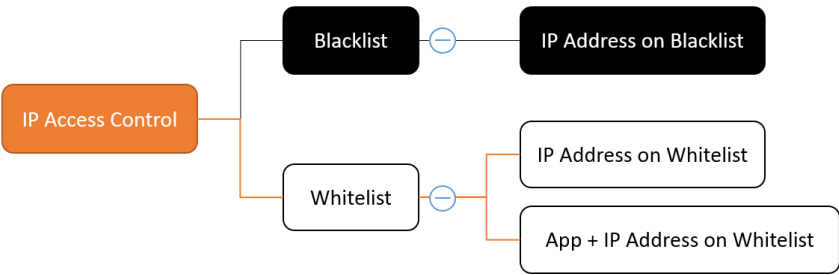 IP Access Control
Blacklist
IP Address on Blacklist
Whitelist
IP Address on Whitelist
App + IP Address on Whitelist